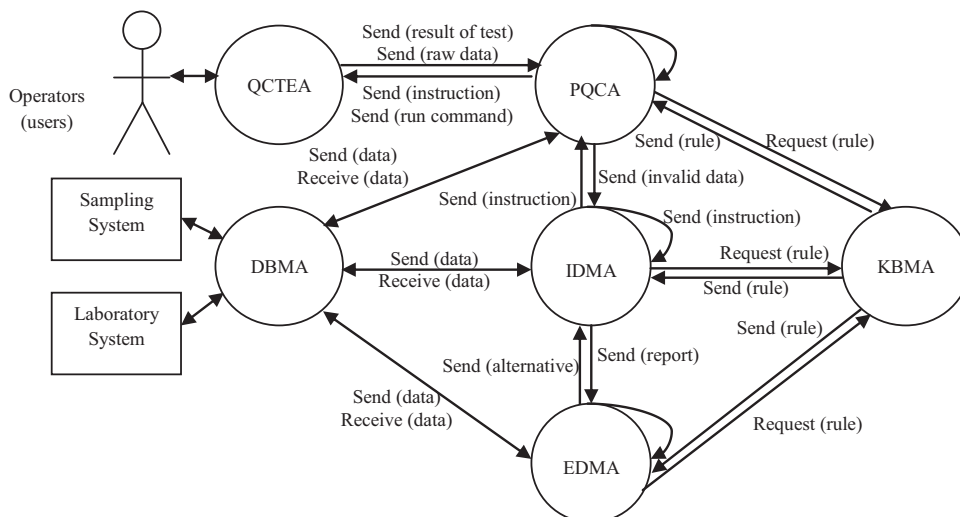 Send (result of test)
Send (raw data)
QCTEA
PQCA
Operators
(users)
Send (instruction)
Send (run command)
Send (rule)
Request (rule)
Send (data)
Receive (data)
Send (invalid data)
Send (instruction)
Sampling
System
Send (instruction)
DBMA
Send (data)
Receive (data)
IDMA
Request (rule)
Send (rule)
KBMA
Laboratory
System
Send (rule)
Send (alternative)
Send (report)
Send (data)
Receive (data)
Request (rule)
EDMA